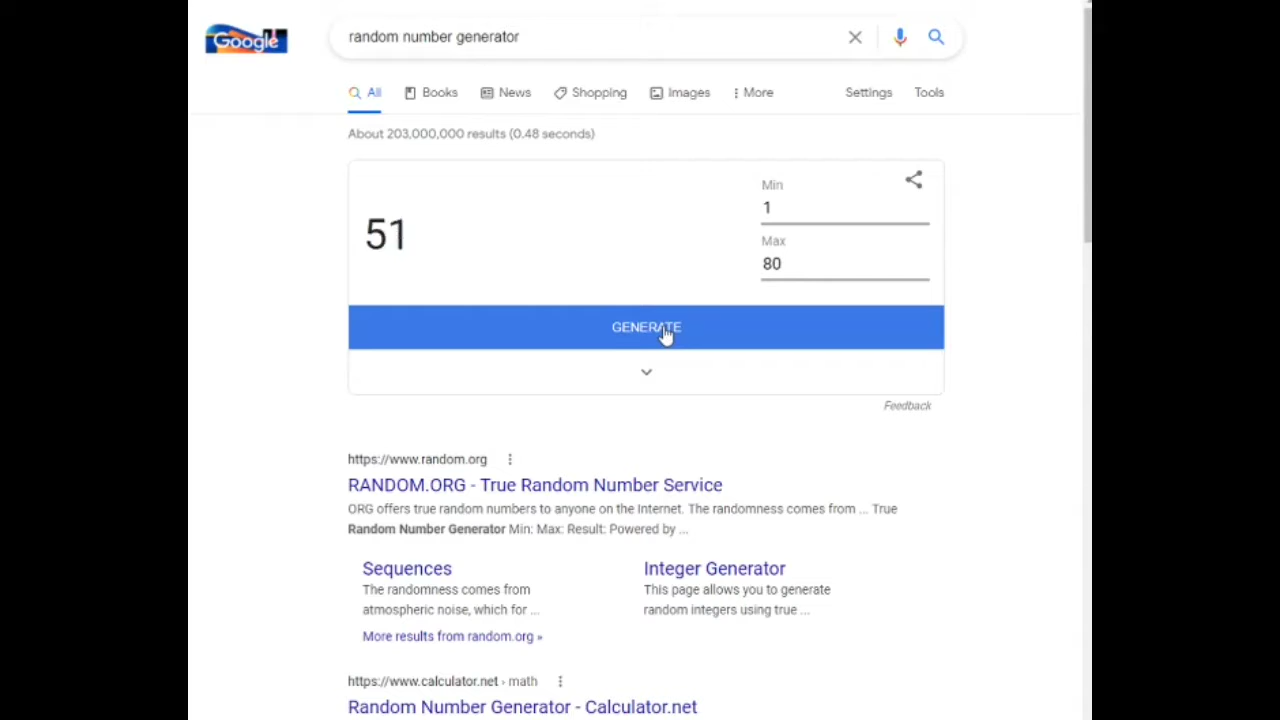 Google
random number generator
All
Books
News
Shopping
Images
More
Settings
Tools
About 203,000,000 results (0.48 seconds)
51
Min
1
Max
80
GENERATE
Feedback
https://www.random.org
RANDOM.ORG - True Random Number Service
ORG offers true random numbers to anyone on the Internet. The randomness comes from ... True
Random Number Generator Min: Max: Result: Powered by ...
Sequences
The randomness comes from
atmospheric noise, which for ...
Integer Generator
This page allows you to generate
random integers using true ...
More results from random.org »
https://www.calculator.net › math
Random Number Generator - Calculator.net